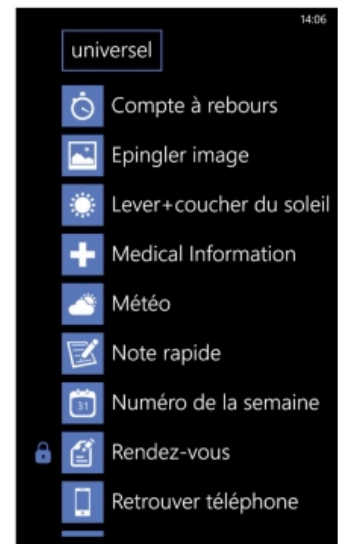 14:06
universel
Compte à rebours
Epingler image
Lever+coucher du soleil
Medical Information
Météo
Note rapide
31
Numéro de la semaine
Rendez-vous
Retrouver téléphone